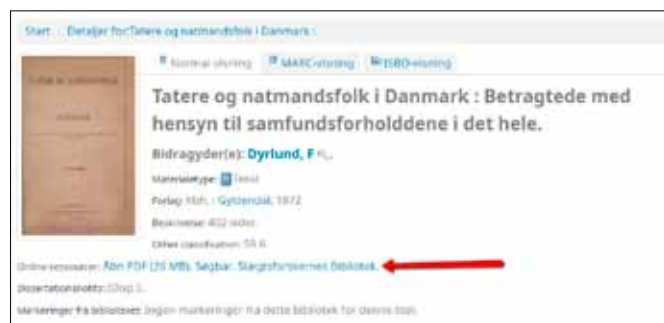 Start Detaljer for:Tatere og natmandsfolk i Danmark :
Normal visning MARC-visning ISBD-visning
Tatere og natmandsfolk i Danmark : Betragtede med
hensyn til samfundsforholddene i det hele.
Bidragyder(e): Dyrlund, F
Materialetype: Tekst
Forlag: Kbh. : Gyldendal, 1872
Beskrivelse: 402 sider.
Other classification: 59.6
Online ressourcer: Åbn PDF (26 MB). Søgbar. Slægtsforskernes Bibliotek.
Dissertationsnote: (Disp.).
Markeringer fra biblioteket: Ingen markeringer fra dette bibliotek for denne titel.